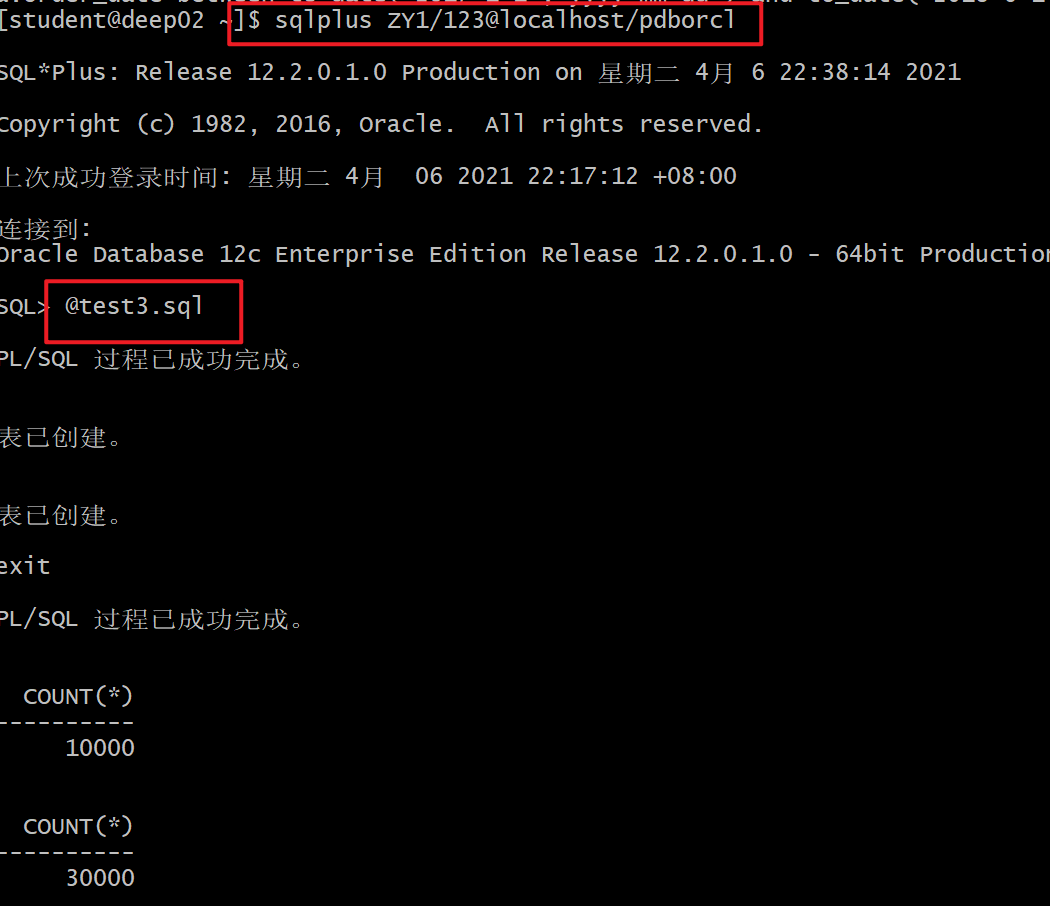 [student@deep02 ~]$ sqlplus ZY1/123@localhost/pdborcl
SQL*Plus: Release 12.2.0.1.0 Production on 星期二 4月 6 22:38:14 2021
Copyright (c) 1982, 2016, Oracle.  All rights reserved.
上次成功登录时间: 星期二 4月  06 2021 22:17:12 +08:00
连接到:
Oracle Database 12c Enterprise Edition Release 12.2.0.1.0 - 64bit Production
SQL> @test3.sql
PL/SQL 过程已成功完成。
表已创建。
表已创建。
exit
PL/SQL 过程已成功完成。
COUNT(*)
----------
10000
COUNT(*)
----------
30000